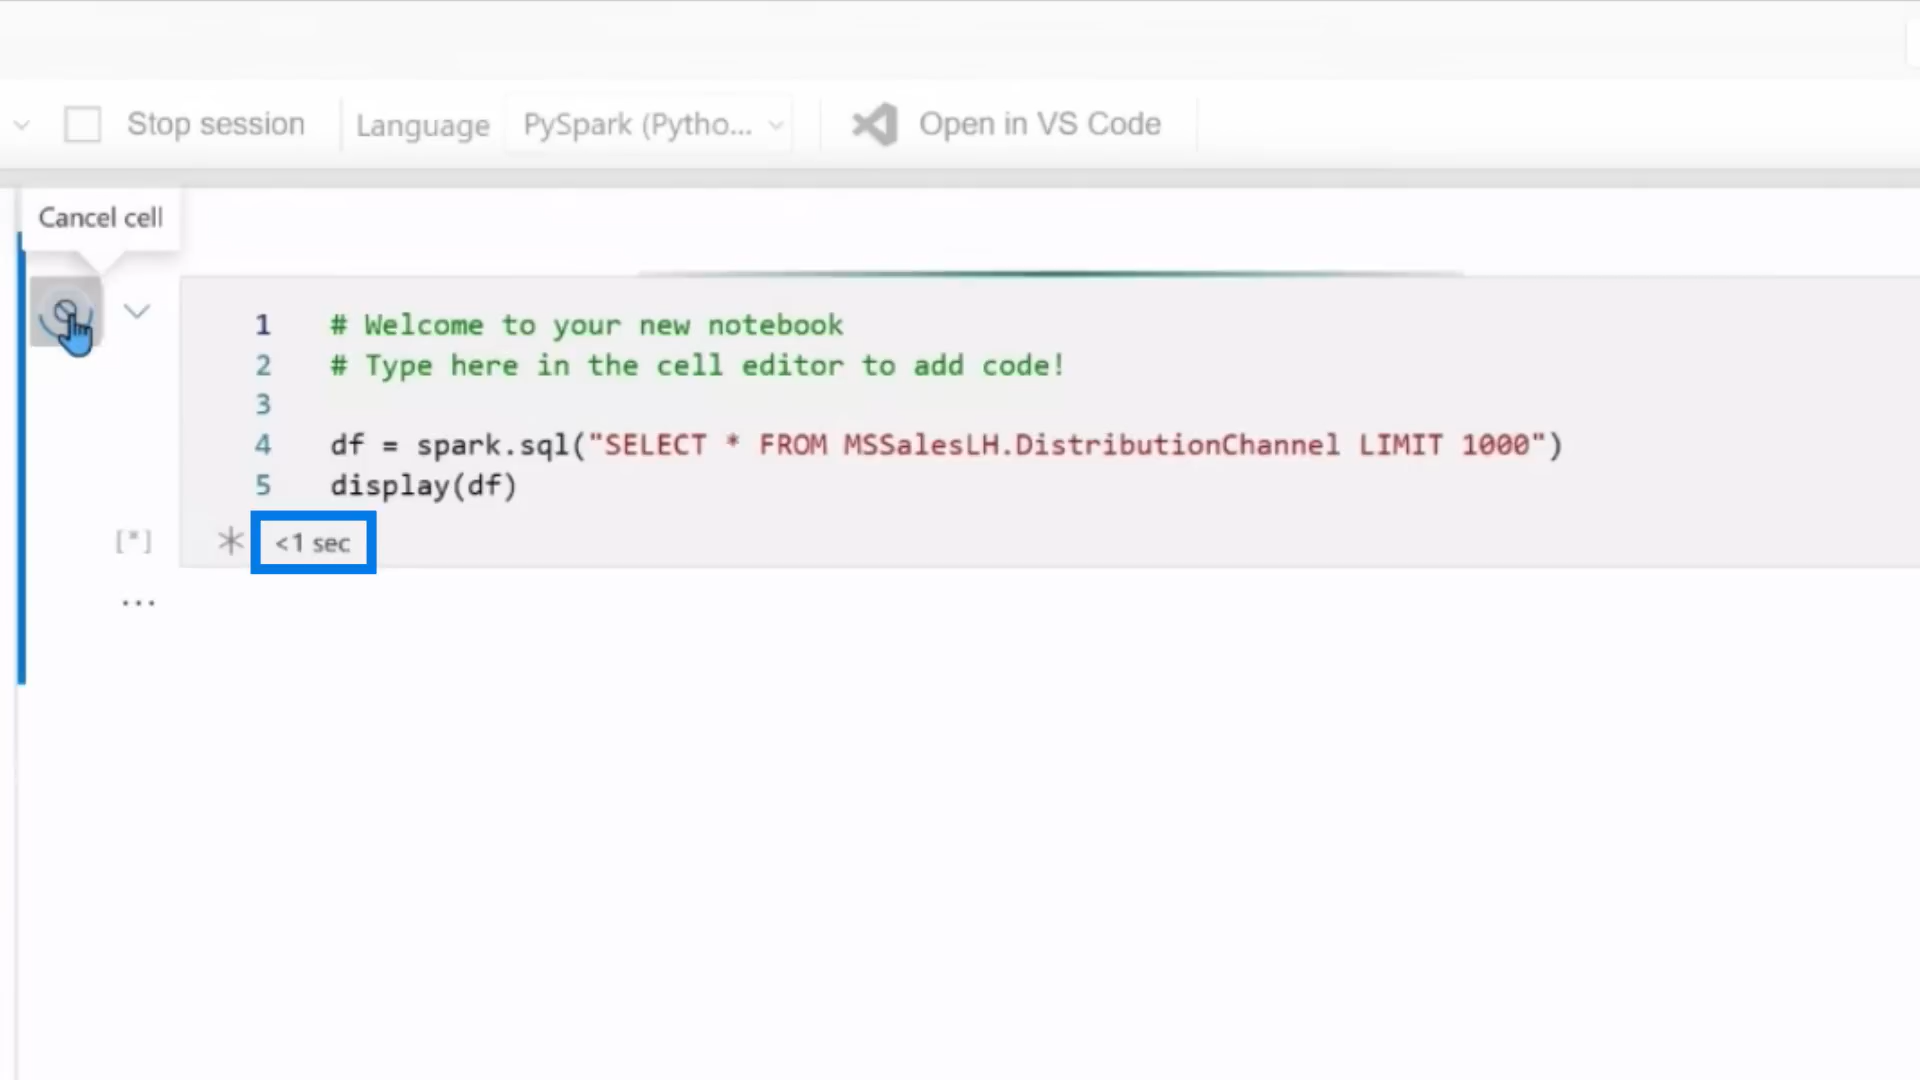 Stop session
Language
PySpark (Pytho...
Open in VS Code
Cancel cell
1 # Welcome to your new notebook
2 # Type here in the cell editor to add code!
3
4 df = spark.sql("SELECT * FROM MSSalesLH.DistributionChannel LIMIT 1000")
5 display(df)
[*]
<1 sec
...